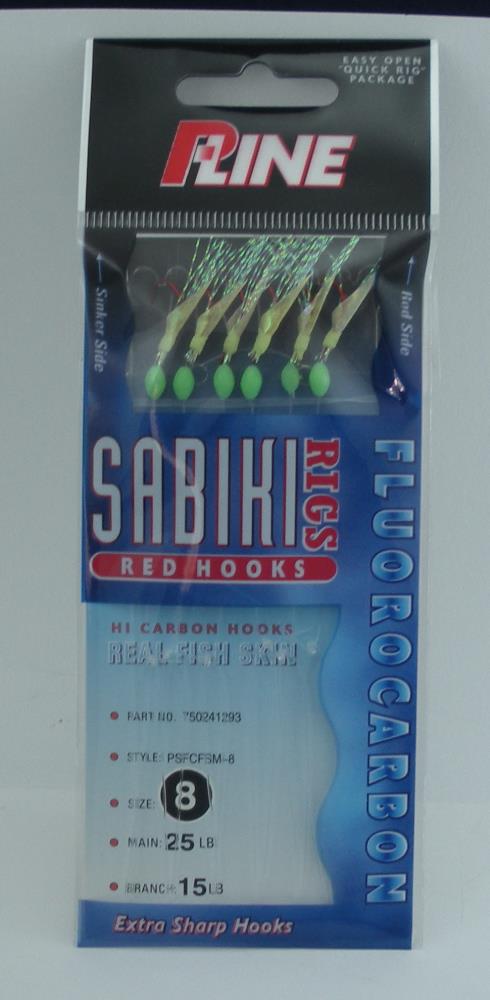 EASY OPEN
"QUICK RIG"
PACKAGE
P-LINE
← Sinker Side
← Rod Side
SABIKI
RIGS
RED HOOKS
FLUOROCARBON
HI CARBON HOOKS
REAL FISH SKIN
• PART NO. 750241293
• STYLE: PSFCFSM-8
• SIZE: 8
• MAIN: 25 LB
• BRANCH: 15 LB
Extra Sharp Hooks